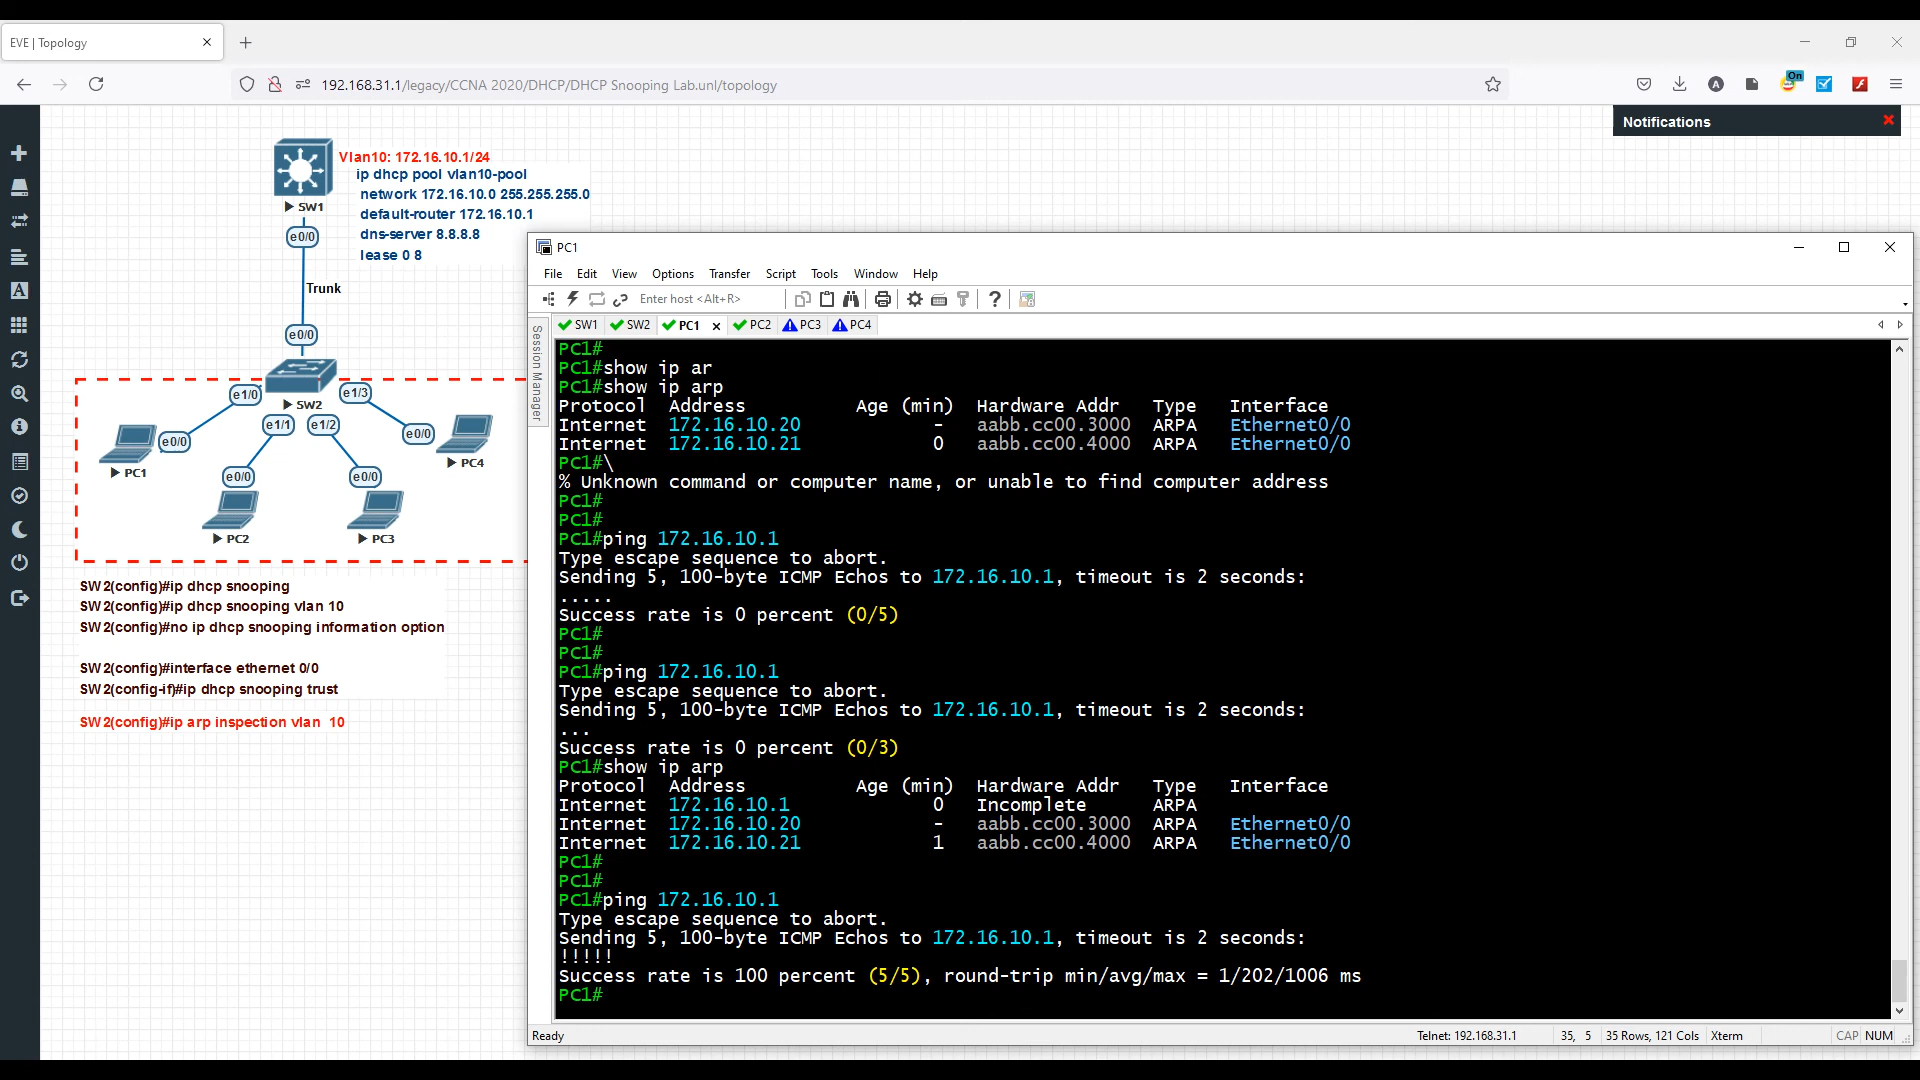 EVE | Topology
192.168.31.1/legacy/CCNA 2020/DHCP/DHCP Snooping Lab.unl/topology
A
On
Notifications
Vlan10: 172.16.10.1/24
ip dhcp pool vlan10-pool
network 172.16.10.0 255.255.255.0
default-router 172.16.10.1
dns-server 8.8.8.8
lease 0 8
SW1
e0/0
Trunk
e0/0
SW2
e1/0
e1/3
e1/1
e1/2
e0/0
e0/0
PC1
PC4
e0/0
e0/0
PC2
PC3
SW2(config)#ip dhcp snooping
SW2(config)#ip dhcp snooping vlan 10
SW2(config)#no ip dhcp snooping information option
SW2(config)#interface ethernet 0/0
SW2(config-if)#ip dhcp snooping trust
SW2(config)#ip arp inspection vlan  10
PC1
File Edit View Options Transfer Script Tools Window Help
Enter host <Alt+R>
Session Manager
SW1 SW2 PC1 PC2 PC3 PC4
PC1#
PC1#show ip ar
PC1#show ip arp
Protocol  Address          Age (min)  Hardware Addr   Type   Interface
Internet  172.16.10.20            -   aabb.cc00.3000  ARPA   Ethernet0/0
Internet  172.16.10.21            0   aabb.cc00.4000  ARPA   Ethernet0/0
PC1#\
% Unknown command or computer name, or unable to find computer address
PC1#
PC1#
PC1#ping 172.16.10.1
Type escape sequence to abort.
Sending 5, 100-byte ICMP Echos to 172.16.10.1, timeout is 2 seconds:
.....
Success rate is 0 percent (0/5)
PC1#
PC1#
PC1#ping 172.16.10.1
Type escape sequence to abort.
Sending 5, 100-byte ICMP Echos to 172.16.10.1, timeout is 2 seconds:
...
Success rate is 0 percent (0/3)
PC1#show ip arp
Protocol  Address          Age (min)  Hardware Addr   Type   Interface
Internet  172.16.10.1             0   Incomplete      ARPA
Internet  172.16.10.20            -   aabb.cc00.3000  ARPA   Ethernet0/0
Internet  172.16.10.21            1   aabb.cc00.4000  ARPA   Ethernet0/0
PC1#
PC1#
PC1#ping 172.16.10.1
Type escape sequence to abort.
Sending 5, 100-byte ICMP Echos to 172.16.10.1, timeout is 2 seconds:
!!!!!
Success rate is 100 percent (5/5), round-trip min/avg/max = 1/202/1006 ms
PC1#
Ready
Telnet: 192.168.31.1
35, 5
35 Rows, 121 Cols
Xterm
CAP NUM